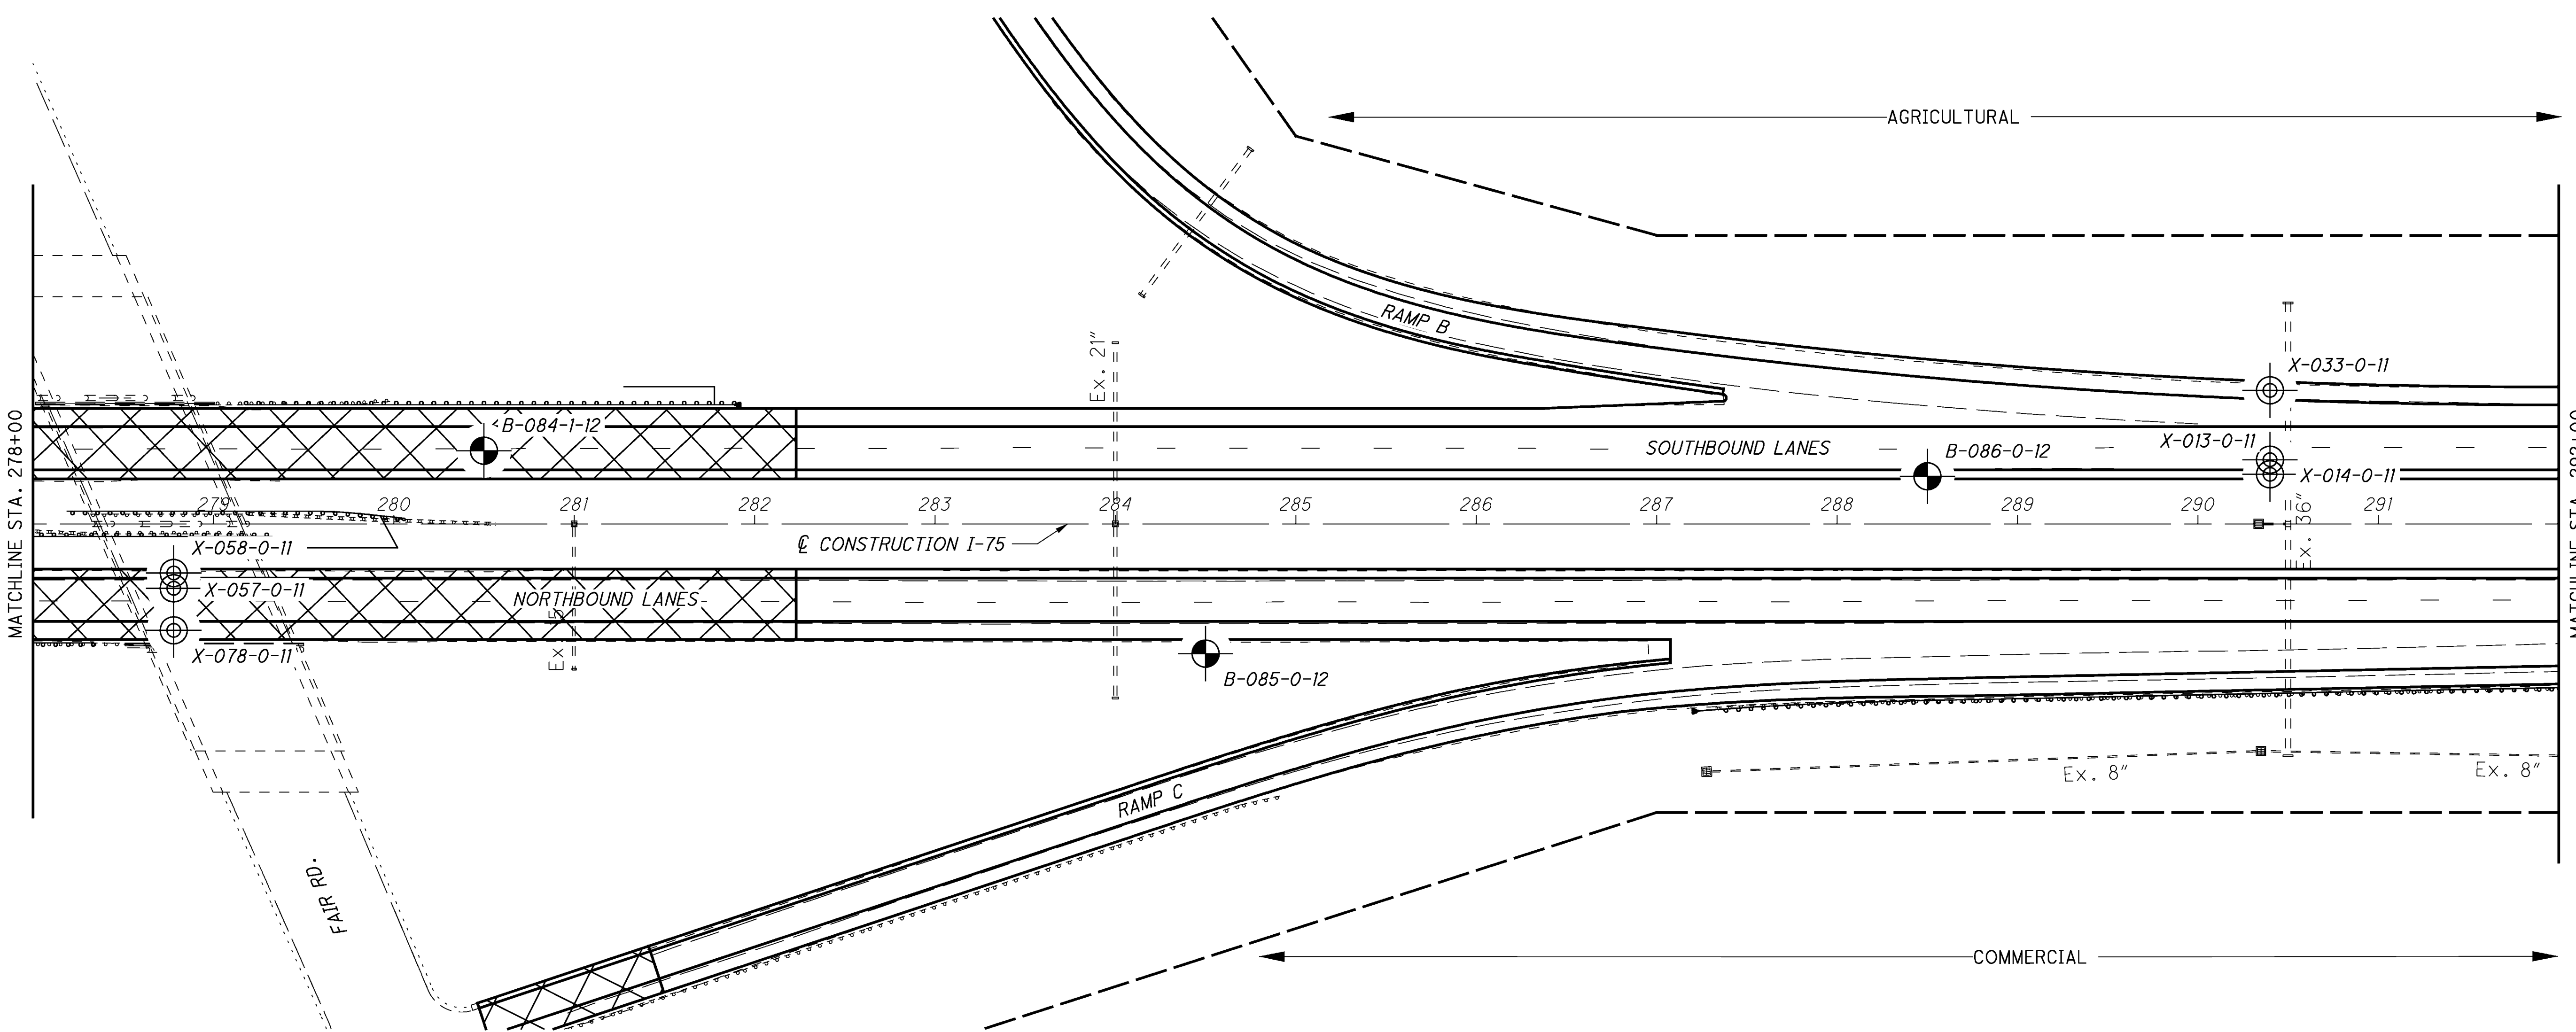 AGRICULTURAL
RAMP B
Ex. 21"
X-033-0-11
B-084-1-12
SOUTHBOUND LANES
B-086-0-12
X-013-0-11
X-014-0-11
MATCHLINE STA. 278+00
279
280
281
282
283
284
285
286
287
288
289
290
291
Ex. 36"
X-058-0-11
℄ CONSTRUCTION I-75
X-057-0-11
NORTHBOUND LANES
X-078-0-11
B-085-0-12
RAMP C
Ex. 8"
Ex. 8"
FAIR RD.
COMMERCIAL